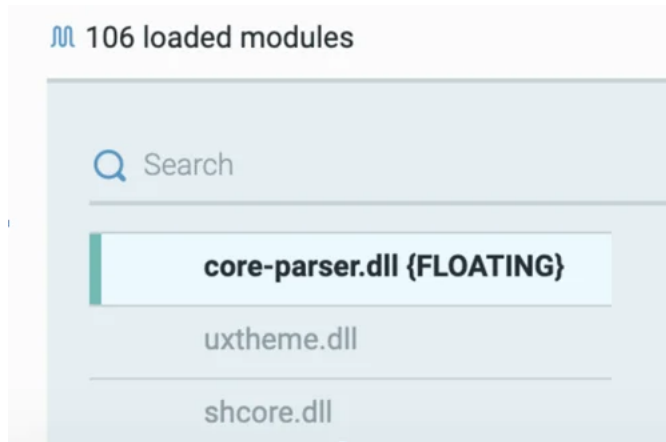 106 loaded modules
Search
core-parser.dll {FLOATING}
uxtheme.dll
shcore.dll